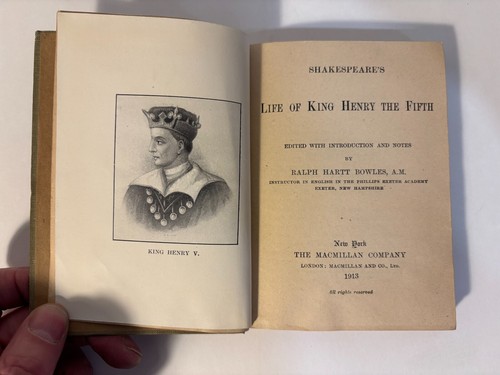 KING HENRY V.
SHAKESPEARE'S
LIFE OF KING HENRY THE FIFTH
EDITED WITH INTRODUCTION AND NOTES
BY
RALPH HARTT BOWLES, A.M.
INSTRUCTOR IN ENGLISH IN THE PHILLIPS EXETER ACADEMY
EXETER, NEW HAMPSHIRE
New York
THE MACMILLAN COMPANY
LONDON: MACMILLAN AND CO., LTD.
1913
All rights reserved